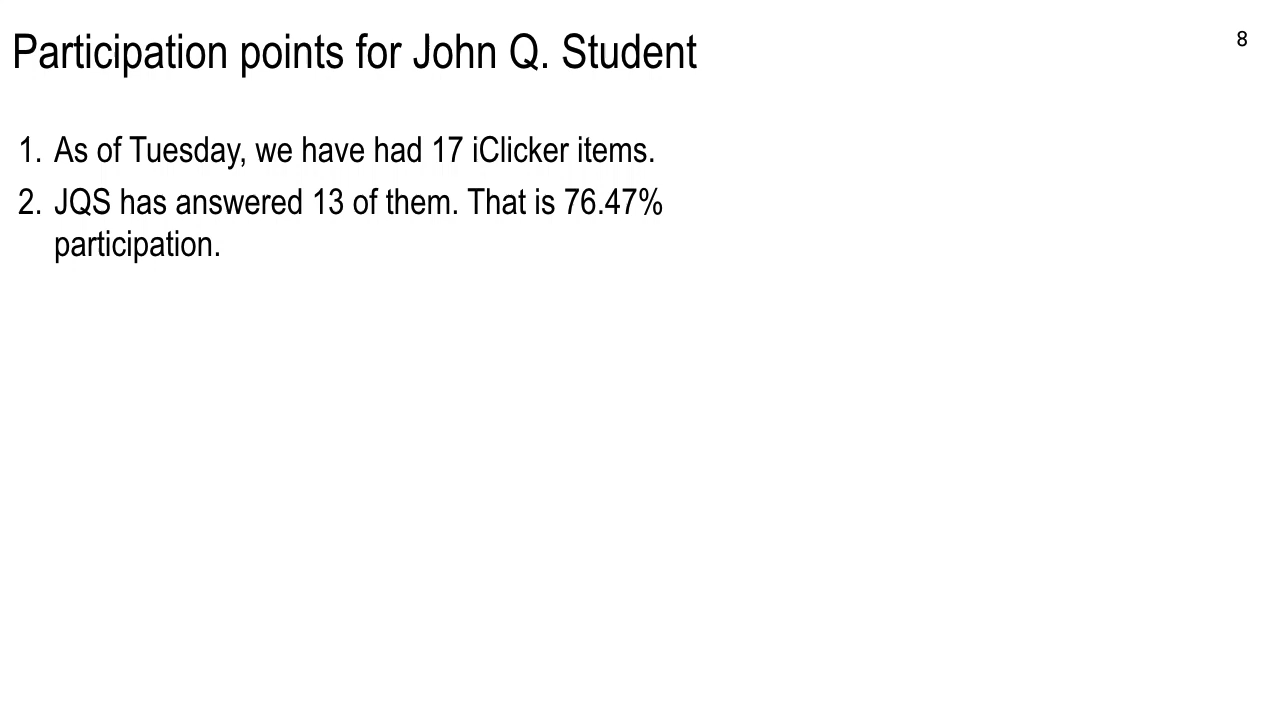 Participation points for John Q. Student
8
1. As of Tuesday, we have had 17 iClicker items.
2. JQS has answered 13 of them. That is 76.47%
participation.